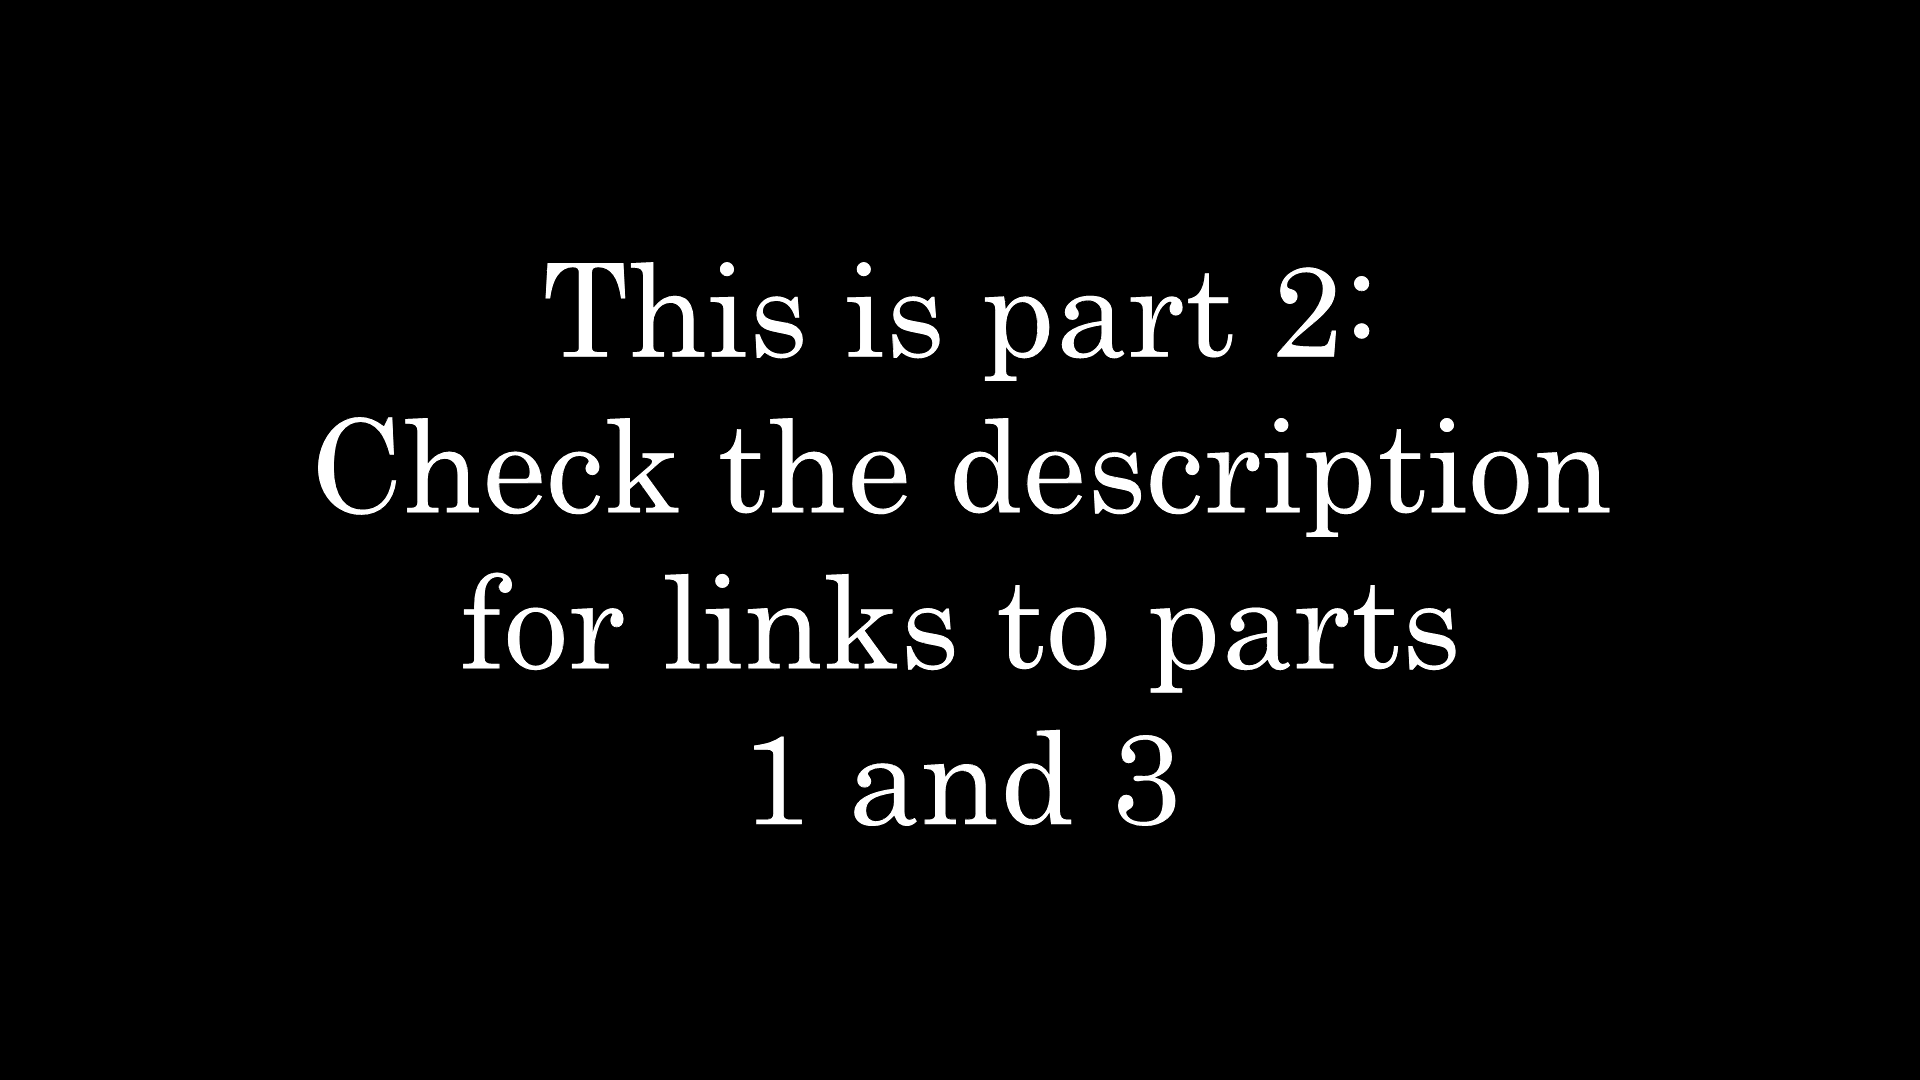 This is part 2:
Check the description
for links to parts
1 and 3